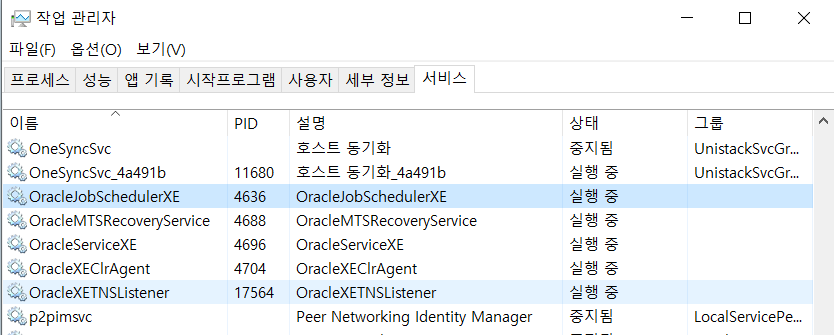 작업 관리자
파일(F) 옵션(O) 보기(V)
프로세스 성능 앱 기록 시작프로그램 사용자 세부 정보 서비스
이름 PID 설명 상태 그룹
OneSyncSvc 호스트 동기화 중지됨 UnistackSvcGr...
OneSyncSvc_4a491b 11680 호스트 동기화_4a491b 실행 중 UnistackSvcGr...
OracleJobSchedulerXE 4636 OracleJobSchedulerXE 실행 중
OracleMTSRecoveryService 4688 OracleMTSRecoveryService 실행 중
OracleServiceXE 4696 OracleServiceXE 실행 중
OracleXEClrAgent 4704 OracleXEClrAgent 실행 중
OracleXETNSListener 17564 OracleXETNSListener 실행 중
p2pimsvc Peer Networking Identity Manager 중지됨 LocalServicePe...